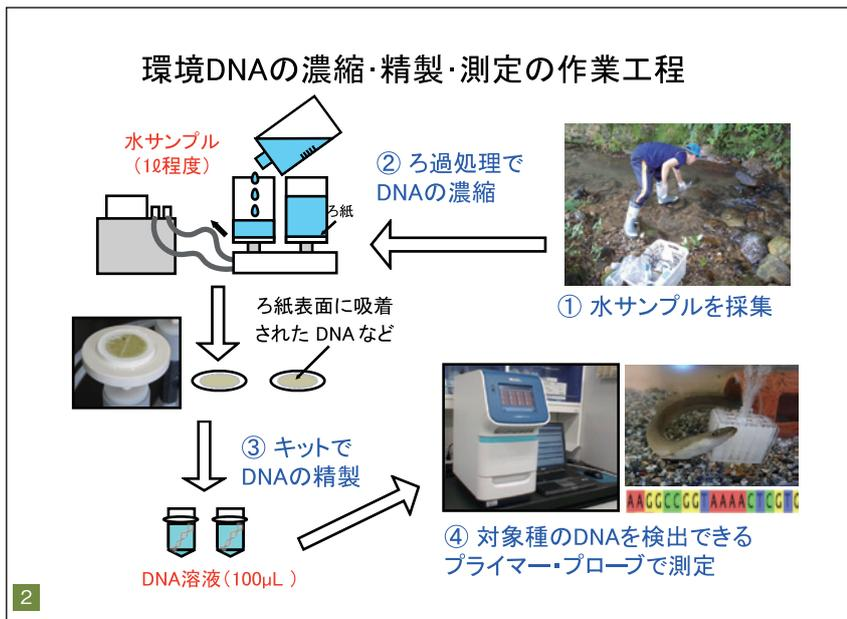 環境DNAの濃縮･精製･測定の作業工程
水サンプル
(1ℓ程度)
② ろ過処理で
DNAの濃縮
ろ紙
① 水サンプルを採集
ろ紙表面に吸着
された DNA など
③ キットで
DNAの精製
DNA溶液(100μL )
AAGGCCGGTAAAACTCGTG
④ 対象種のDNAを検出できる
プライマー・プローブで測定
2